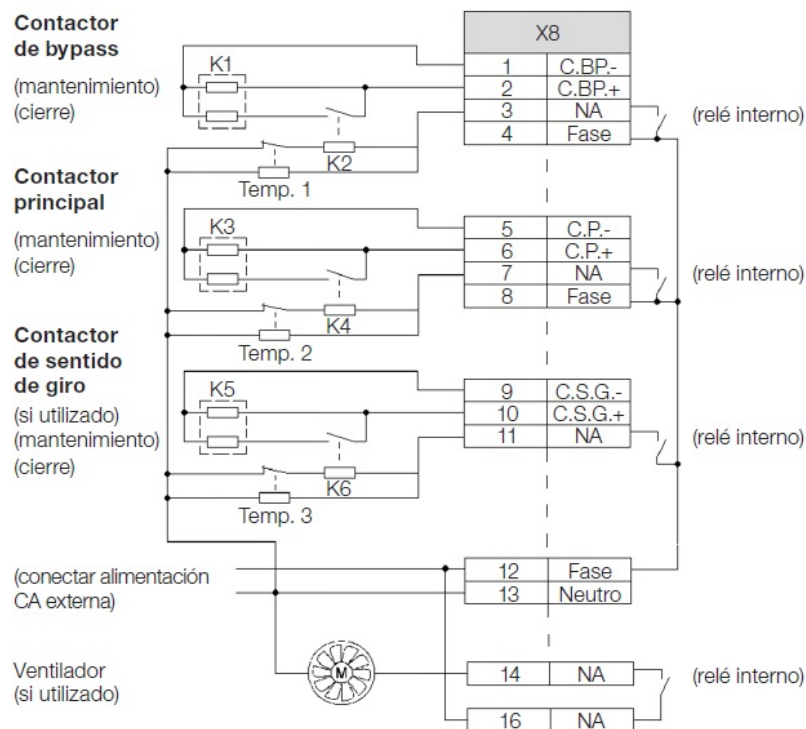 Contactor
de bypass
(mantenimiento)
(cierre)
K1
K2
Temp. 1
X8
1 C.BP.-
2 C.BP.+
3 NA
4 Fase
(relé interno)
Contactor
principal
(mantenimiento)
(cierre)
K3
K4
Temp. 2
5 C.P.-
6 C.P.+
7 NA
8 Fase
(relé interno)
Contactor
de sentido
de giro
(si utilizado)
(mantenimiento)
(cierre)
K5
K6
Temp. 3
9 C.S.G.-
10 C.S.G.+
11 NA
(relé interno)
(conectar alimentación
CA externa)
12 Fase
13 Neutro
Ventilador
(si utilizado)
M
14 NA
16 NA
(relé interno)